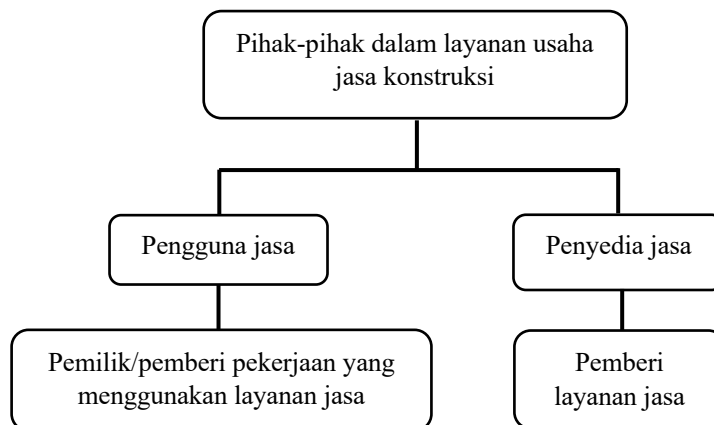 Pihak-pihak dalam layanan usaha
jasa konstruksi
Pengguna jasa
Penyedia jasa
Pemilik/pemberi pekerjaan yang
menggunakan layanan jasa
Pemberi
layanan jasa